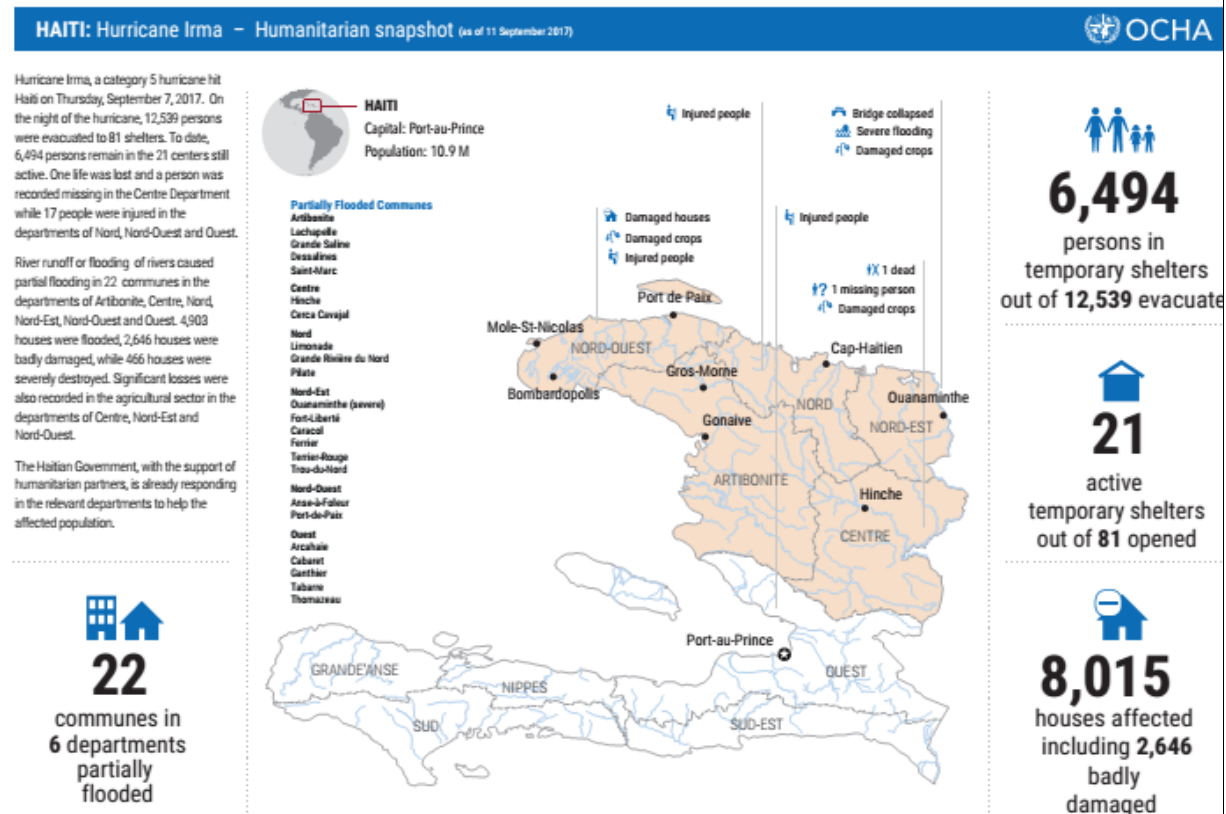 HAITI: Hurricane Irma – Humanitarian snapshot (as of 11 September 2017)
OCHA
Hurricane Irma, a category 5 hurricane hit
Haiti on Thursday, September 7, 2017. On
the night of the hurricane, 12,539 persons
were evacuated to 81 shelters. To date,
6,494 persons remain in the 21 centers still
active. One life was lost and a person was
recorded missing in the Centre Department
while 17 people were injured in the
departments of Nord, Nord-Ouest and Ouest.
River runoff or flooding of rivers caused
partial flooding in 22 communes in the
departments of Artibonite, Centre, Nord,
Nord-Est, Nord-Ouest and Ouest. 4,903
houses were flooded, 2,646 houses were
badly damaged, while 466 houses were
severely destroyed. Significant losses were
also recorded in the agricultural sector in the
departments of Centre, Nord-Est and
Nord-Ouest.
The Haitian Government, with the support of
humanitarian partners, is already responding
in the relevant departments to help the
affected population.
22
communes in
6 departments
partially
flooded
HAITI
Capital: Port-au-Prince
Population: 10.9 M
Partially Flooded Communes
Artibonite
Lachapelle
Grande Saline
Dessalines
Saint-Marc
Centre
Hinche
Cerca Cavajal
Nord
Limonade
Grande Rivière du Nord
Pilate
Nord-Est
Ouanaminthe (severe)
Fort-Liberté
Caracol
Ferrier
Terrier-Rouge
Trou-du-Nord
Nord-Ouest
Anse-à-Foleur
Port-de-Paix
Ouest
Arcahaie
Cabaret
Ganthier
Tabarre
Thomazeau
Injured people
Bridge collapsed
Severe flooding
Damaged crops
Damaged houses
Damaged crops
Injured people
Injured people
1 dead
1 missing person
Damaged crops
Port de Paix
Mole-St-Nicolas
NORD-OUEST
Cap-Haitien
Gros-Morne
Bombardopolis
NORD
Ouanaminthe
Gonaive
NORD-EST
ARTIBONITE
Hinche
CENTRE
Port-au-Prince
GRANDE'ANSE
OUEST
NIPPES
SUD
SUD-EST
6,494
persons in
temporary shelters
out of 12,539 evacuate
21
active
temporary shelters
out of 81 opened
8,015
houses affected
including 2,646
badly
damaged